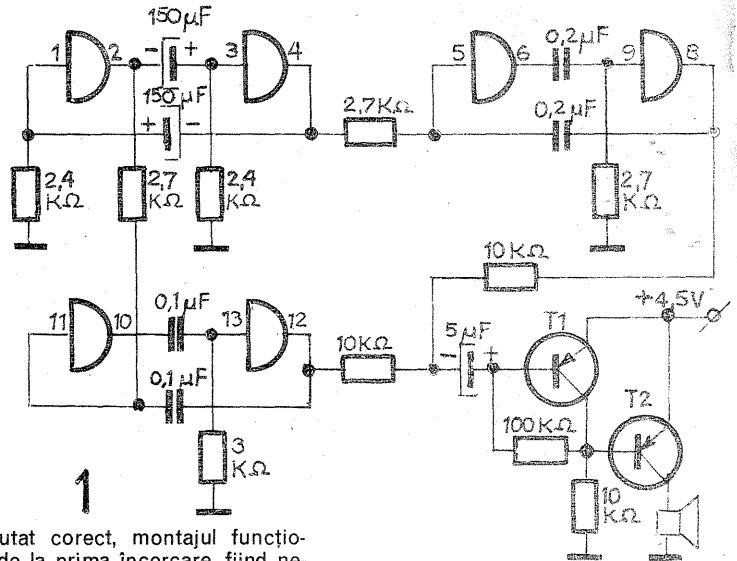 150µF
1
2
-
+
3
4
150µF
+
-
2,4
KΩ
2,7
KΩ
2,4
KΩ
2,7KΩ
5
6
0,2µF
9
8
0,2µF
2,7
KΩ
10KΩ
+4,5V
11
10
0,1µF
13
12
0,1µF
3
KΩ
10KΩ
5µF
-
+
T1
T2
100KΩ
10
KΩ
1
utat corect, montajul funcțio-
de la prima încercare, fiind ne-